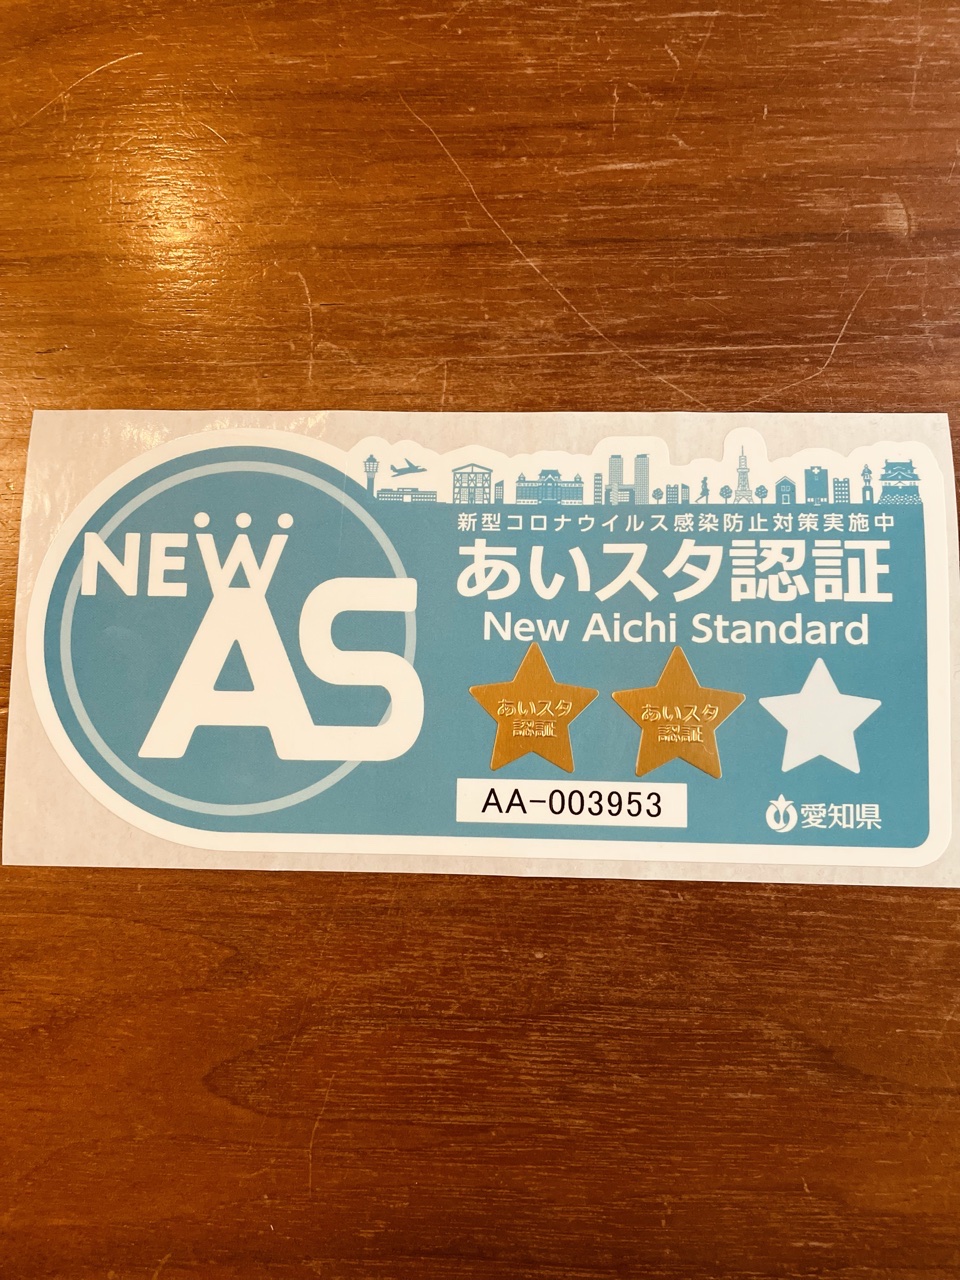 NEW
AS
新型コロナウイルス感染防止対策実施中
あいスタ認証
New Aichi Standard
あいスタ
認証
あいスタ
認証
AA-003953
愛知県